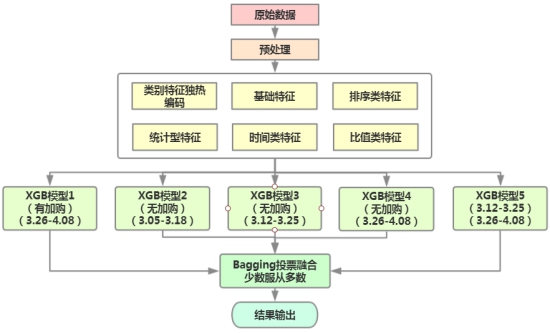 原始数据
预处理
类别特征独热
编码
基础特征
排序类特征
统计型特征
时间类特征
比值类特征
XGB模型1
（有加购）
（3.26-4.08）
XGB模型2
（无加购）
（3.05-3.18）
XGB模型3
（无加购）
（3.12-3.25）
XGB模型4
（无加购）
（3.26-4.08）
XGB模型5
（3.12-3.25）
（3.26-4.08）
Bagging投票融合
少数服从多数
结果输出